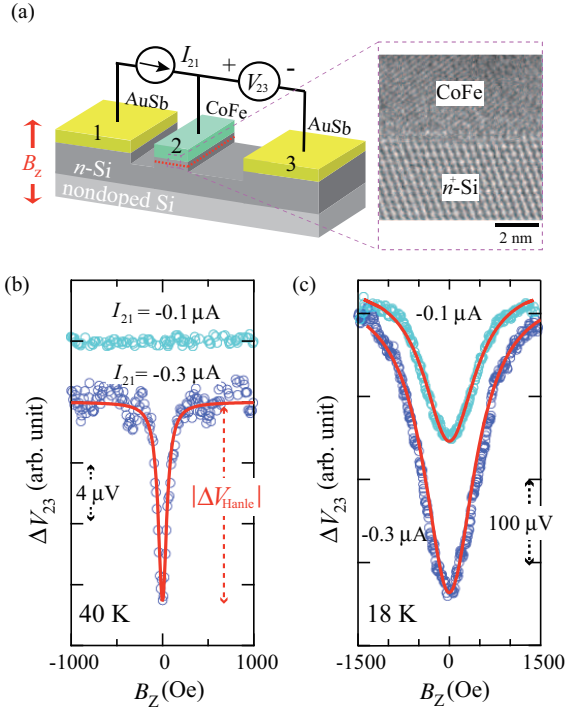 (a)
I21
+
V23
-
AuSb
CoFe
AuSb
1
2
3
BZ
n-Si
nondoped Si
CoFe
n+-Si
2 nm
(b)
I21 = -0.1 μA
I21 = -0.3 μA
ΔV23 (arb. unit)
4 μV
|ΔVHanle|
40 K
-1000
0
1000
BZ (Oe)
(c)
-0.1 μA
ΔV23 (arb. unit)
-0.3 μA
100 μV
18 K
-1500
0
1500
BZ (Oe)